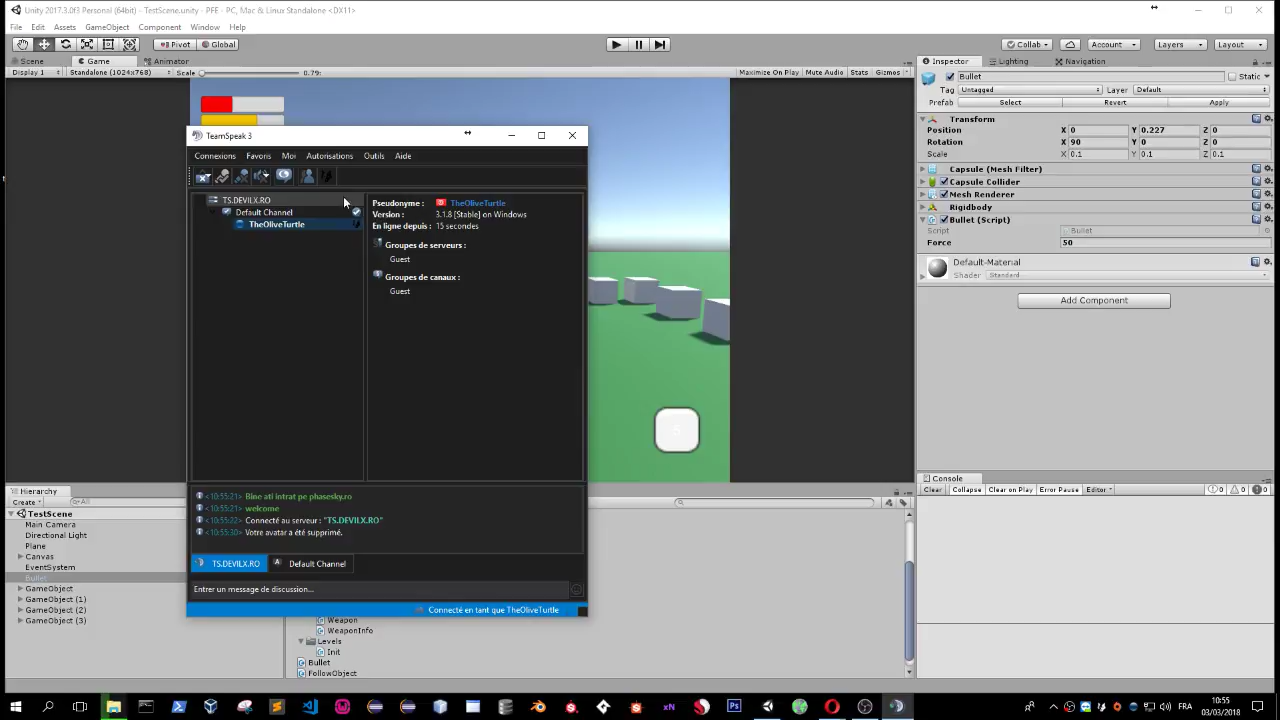 Unity 2017.3.0f3 Personal (64bit) - TestScene.unity - PFE - PC, Mac & Linux Standalone <DX11>
File Edit Assets GameObject Component Window Help
Pivot Global Collab Account Layers Layout
Scene Game Animator
Display 1 Standalone (1024x768) Scale 0.79: Maximize On Play Mute Audio Stats Gizmos
Inspector Lighting Navigation
Bullet Static
Tag Untagged Layer Default
Prefab Select Revert Apply
Transform
Position X 0 Y 0.227 Z 0
Rotation X 90 Y 0 Z 0
Scale X 0.1 Y 0.1 Z 0.1
Capsule (Mesh Filter)
Capsule Collider
Mesh Renderer
Rigidbody
Bullet (Script)
Script Bullet
Force 50
Default-Material
Shader Standard
Add Component
TeamSpeak 3
Connexions Favoris Moi Autorisations Outils Aide
TS.DEVILX.RO
Default Channel
TheOliveTurtle
Pseudonyme : TheOliveTurtle
Version : 3.1.8 [Stable] on Windows
En ligne depuis : 15 secondes
Groupes de serveurs :
Guest
Groupes de canaux :
Guest
<10:55:21> Bine ati intrat pe phasesky.ro
<10:55:21> welcome
<10:55:22> Connecté au serveur : "TS.DEVILX.RO"
<10:55:30> Votre avatar a été supprimé.
TS.DEVILX.RO Default Channel
Entrer un message de discussion...
Connecté en tant que TheOliveTurtle
Hierarchy
Create All
TestScene
Main Camera
Directional Light
Plane
Canvas
EventSystem
Bullet
GameObject
GameObject (1)
GameObject (2)
GameObject (3)
Weapon
WeaponInfo
Levels
Init
Bullet
FollowObject
Console
Clear Collapse Clear on Play Error Pause Editor 0 0 0
FRA
10:55
03/03/2018